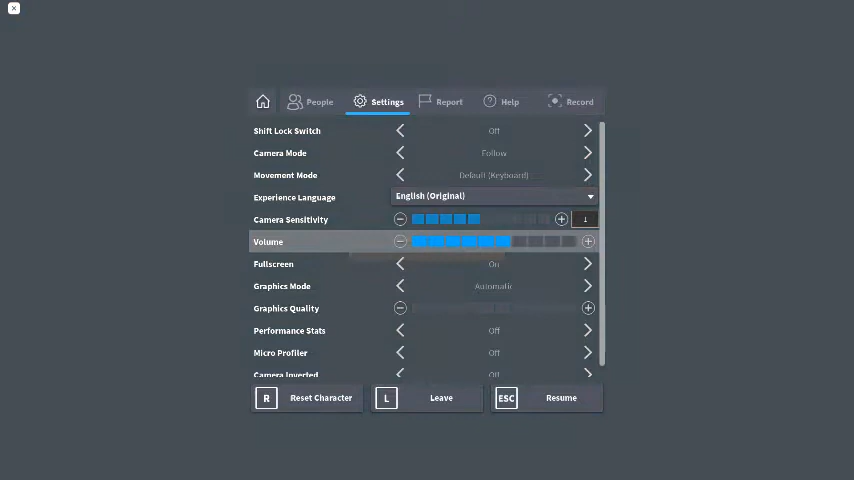 People Settings Report Help Record
Shift Lock Switch Off
Camera Mode Follow
Movement Mode Default (Keyboard)
Experience Language English (Original)
Camera Sensitivity 1
Volume
Fullscreen On
Graphics Mode Automatic
Graphics Quality
Performance Stats Off
Micro Profiler Off
Camera Inverted Off
R Reset Character L Leave ESC Resume